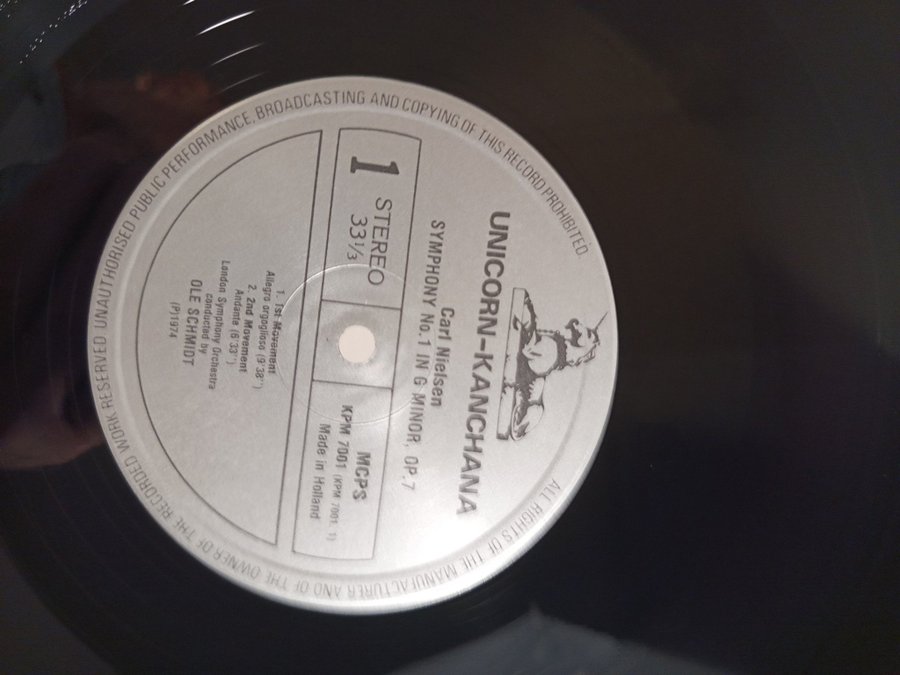 UNICORN-KANCHANA
Carl Nielsen
SYMPHONY No. 1 IN G MINOR, OP. 7
1 STEREO
33⅓
MCPS
KPM 7001 (KPM 7001.1)
Made in Holland
1. 1st Movement
Allegro orgoglioso (9'38")
2. 2nd Movement
Andante (6'33")
London Symphony Orchestra
conducted by
OLE SCHMIDT
(P)1974
ALL RIGHTS OF THE MANUFACTURER AND OF THE OWNER OF THE RECORDED WORK RESERVED UNAUTHORISED PUBLIC PERFORMANCE, BROADCASTING AND COPYING OF THIS RECORD PROHIBITED.